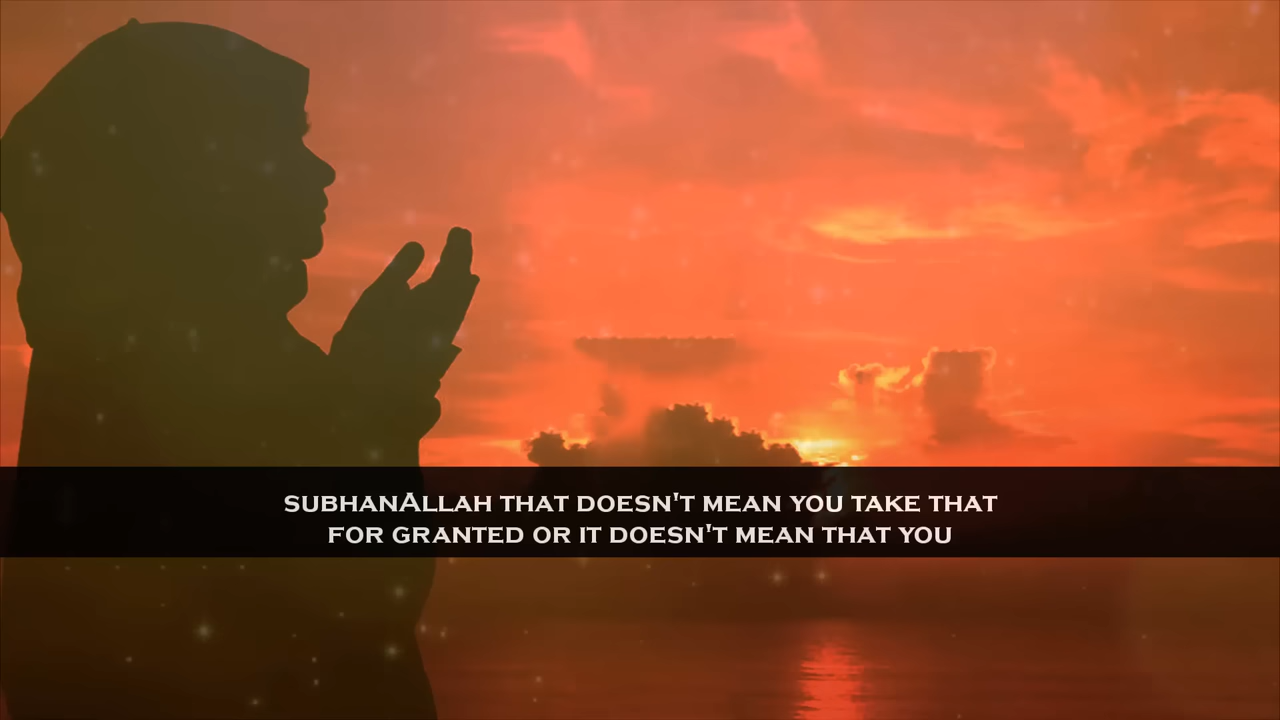 SUBHANALLAH THAT DOESN'T MEAN YOU TAKE THAT
FOR GRANTED OR IT DOESN'T MEAN THAT YOU